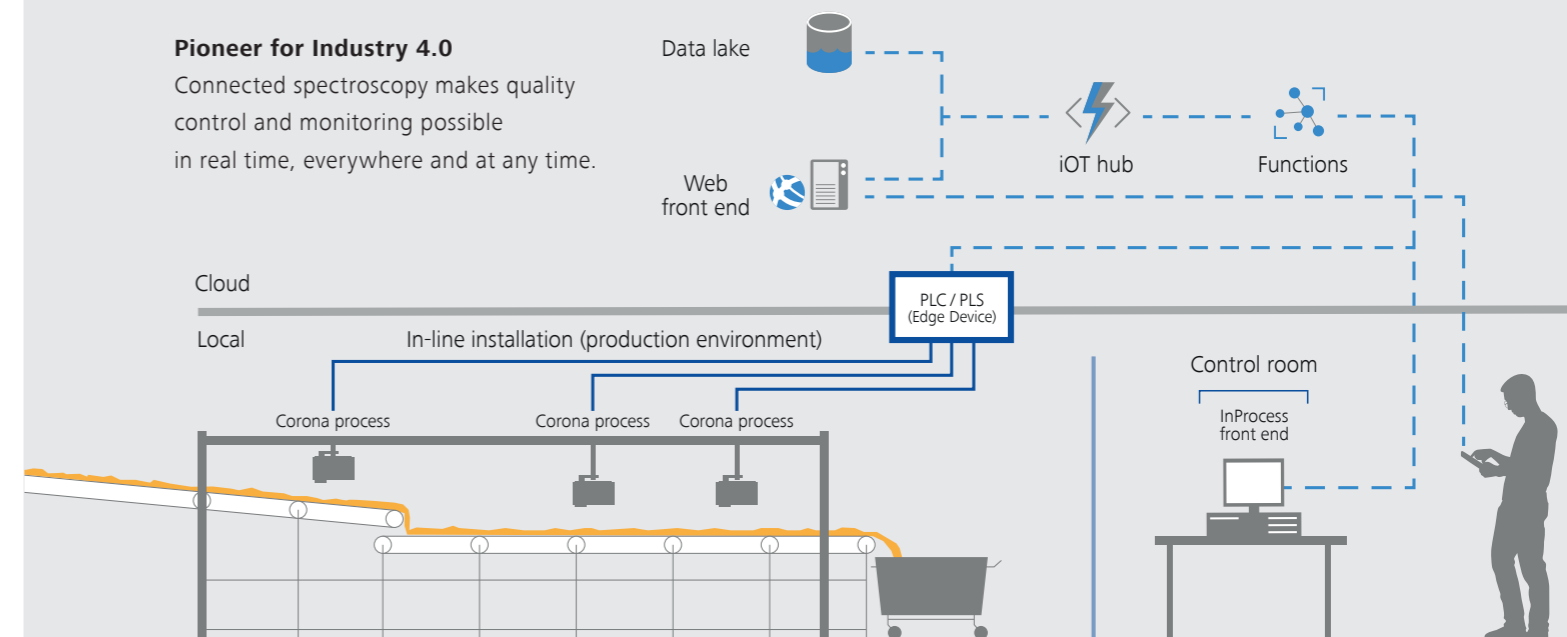 Pioneer for Industry 4.0
Connected spectroscopy makes quality
control and monitoring possible
in real time, everywhere and at any time.
Data lake
iOT hub
Functions
Web
front end
Cloud
PLC / PLS
(Edge Device)
Local
In-line installation (production environment)
Control room
Corona process
Corona process
Corona process
InProcess
front end